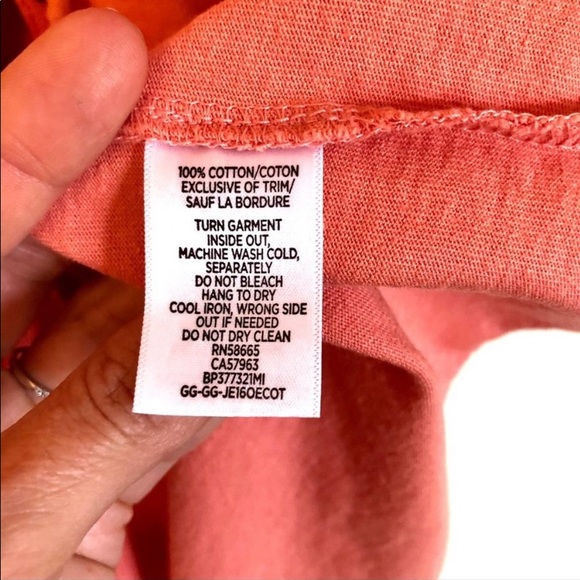 100% COTTON/COTON
EXCLUSIVE OF TRIM/
SAUF LA BORDURE
TURN GARMENT
INSIDE OUT,
MACHINE WASH COLD,
SEPARATELY
DO NOT BLEACH
HANG TO DRY
COOL IRON, WRONG SIDE
OUT IF NEEDED
DO NOT DRY CLEAN
RN58665
CA57963
BP377321MI
GG-GG-JE160ECOT